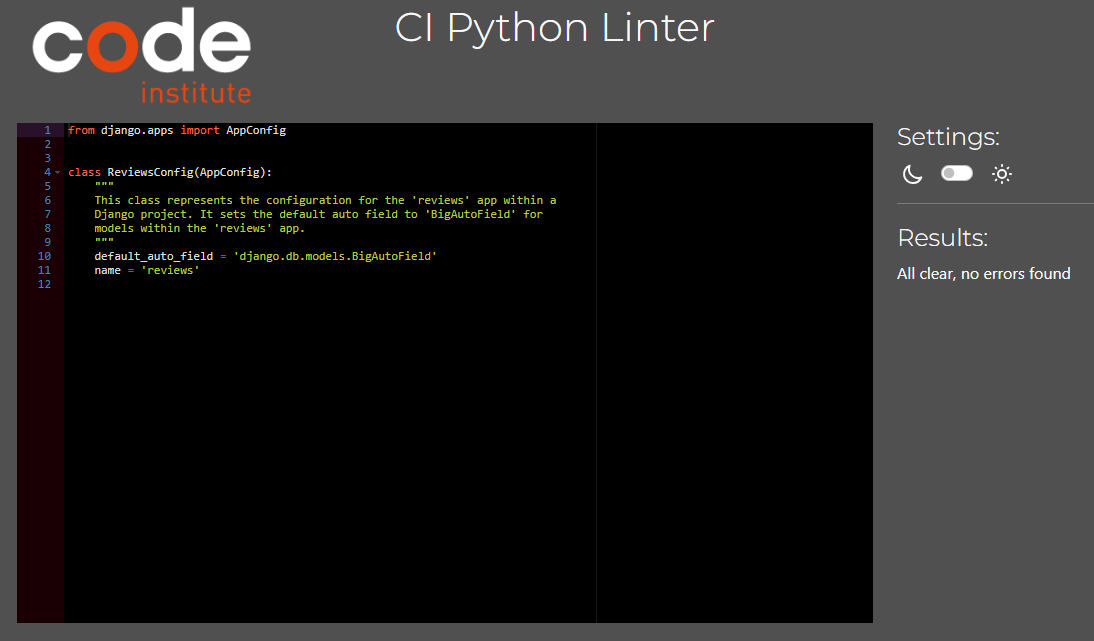 code
institute
CI Python Linter
1 from django.apps import AppConfig
2
3
4 class ReviewsConfig(AppConfig):
5     """
6     This class represents the configuration for the 'reviews' app within a
7     Django project. It sets the default auto field to 'BigAutoField' for
8     models within the 'reviews' app.
9     """
10     default_auto_field = 'django.db.models.BigAutoField'
11     name = 'reviews'
12
Settings:
Results:
All clear, no errors found